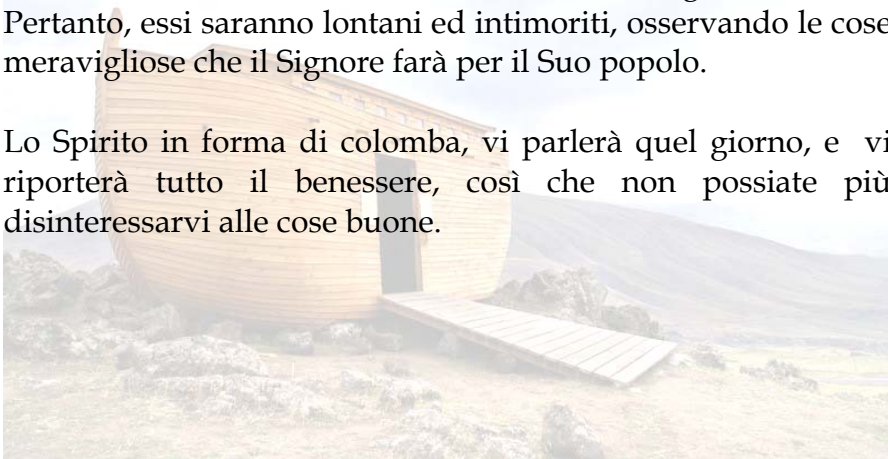 Pertanto, essi saranno lontani ed intimoriti, osservando le cose
meravigliose che il Signore farà per il Suo popolo.
Lo Spirito in forma di colomba, vi parlerà quel giorno, e vi
riporterà tutto il benessere, così che non possiate più
disinteressarvi alle cose buone.